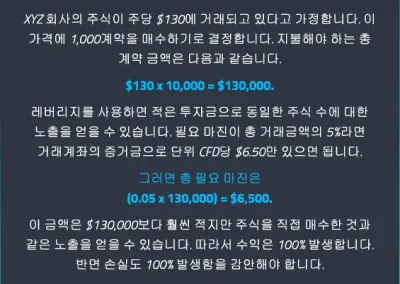 XYZ 회사의 주식이 주당 $130에 거래되고 있다고 가정합니다. 이
가격에 1,000계약을 매수하기로 결정합니다. 지불해야 하는 총
계약 금액은 다음과 같습니다.
$130 x 10,000 = $130,000.
레버리지를 사용하면 적은 투자금으로 동일한 주식 수에 대한
노출을 얻을 수 있습니다. 필요 마진이 총 거래금액의 5%라면
거래계좌의 증거금으로 단위 CFD당 $6.50만 있으면 됩니다.
그러면 총 필요 마진은
(0.05 x 130,000) = $6,500.
이 금액은 $130,000보다 훨씬 적지만 주식을 직접 매수한 것과
같은 노출을 얻을 수 있습니다. 따라서 수익은 100% 발생합니다.
반면 손실도 100% 발생함을 감안해야 합니다.